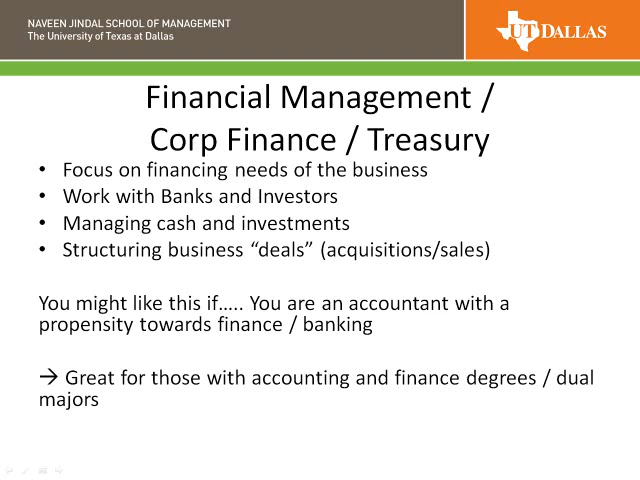 NAVEEN JINDAL SCHOOL OF MANAGEMENT
The University of Texas at Dallas
UT DALLAS
Financial Management /
Corp Finance / Treasury
• Focus on financing needs of the business
• Work with Banks and Investors
• Managing cash and investments
• Structuring business “deals” (acquisitions/sales)
You might like this if….. You are an accountant with a
propensity towards finance / banking
→ Great for those with accounting and finance degrees / dual
majors